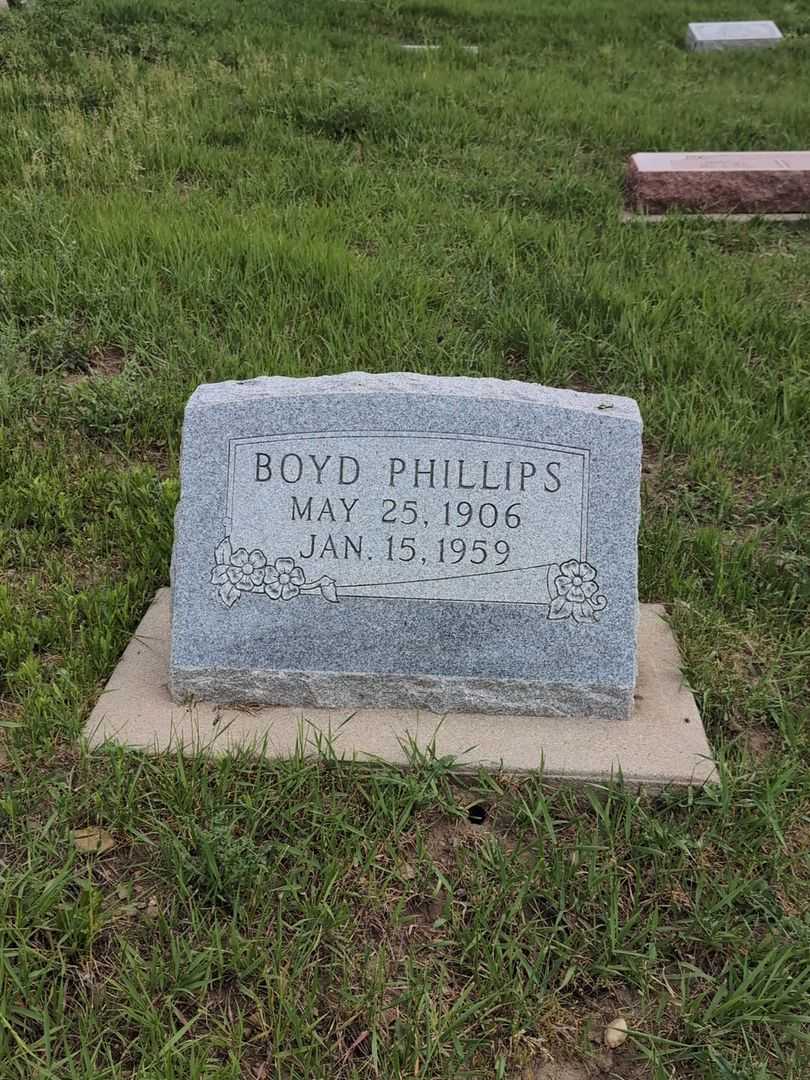 BOYD PHILLIPS
MAY 25, 1906
JAN. 15, 1959